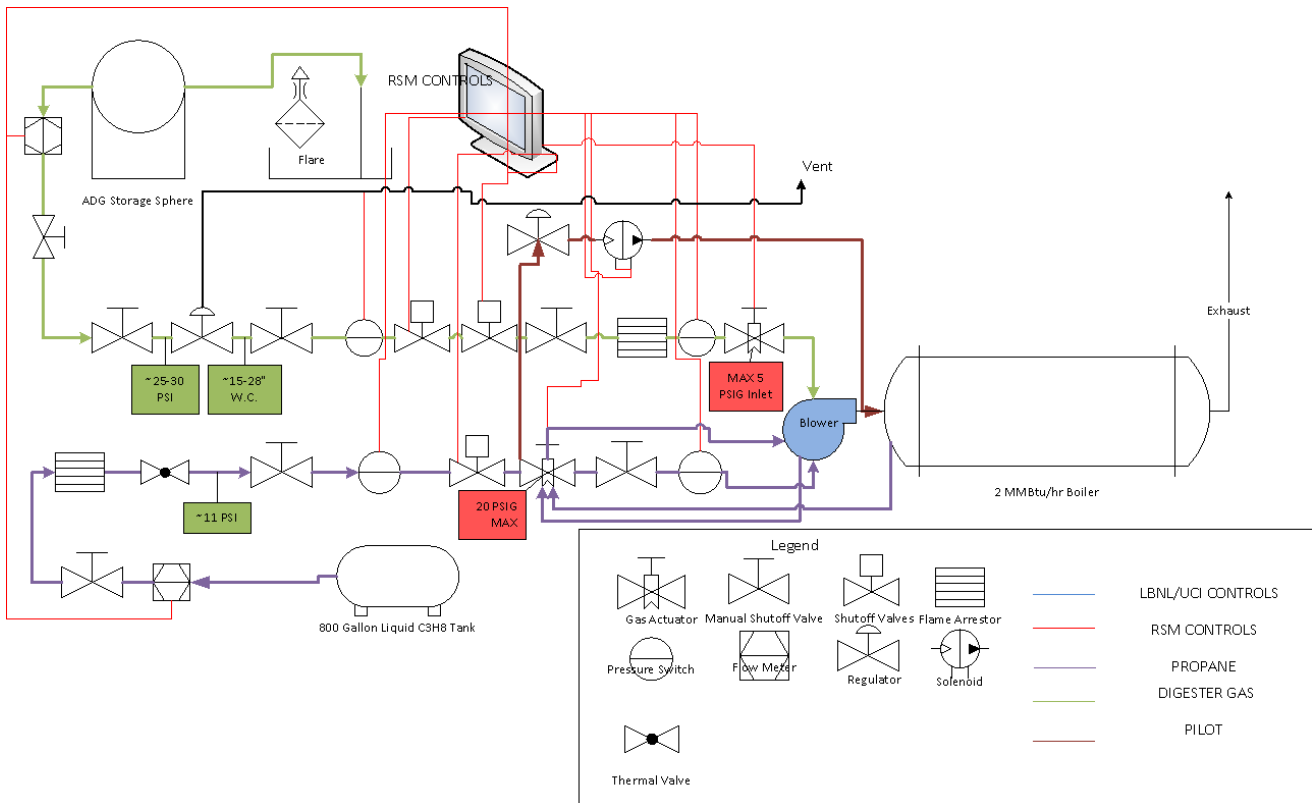 RSM CONTROLS
Flare
ADG Storage Sphere
Vent
Exhaust
~25-30
PSI
~15-28"
W.C.
MAX 5
PSIG Inlet
Blower
2 MMBtu/hr Boiler
~11 PSI
20 PSIG
MAX
800 Gallon Liquid C3H8 Tank
Legend
Gas Actuator
Manual Shutoff Valve
Shutoff Valves
Flame Arrestor
Pressure Switch
Flow Meter
Regulator
Solenoid
Thermal Valve
LBNL/UCI CONTROLS
RSM CONTROLS
PROPANE
DIGESTER GAS
PILOT